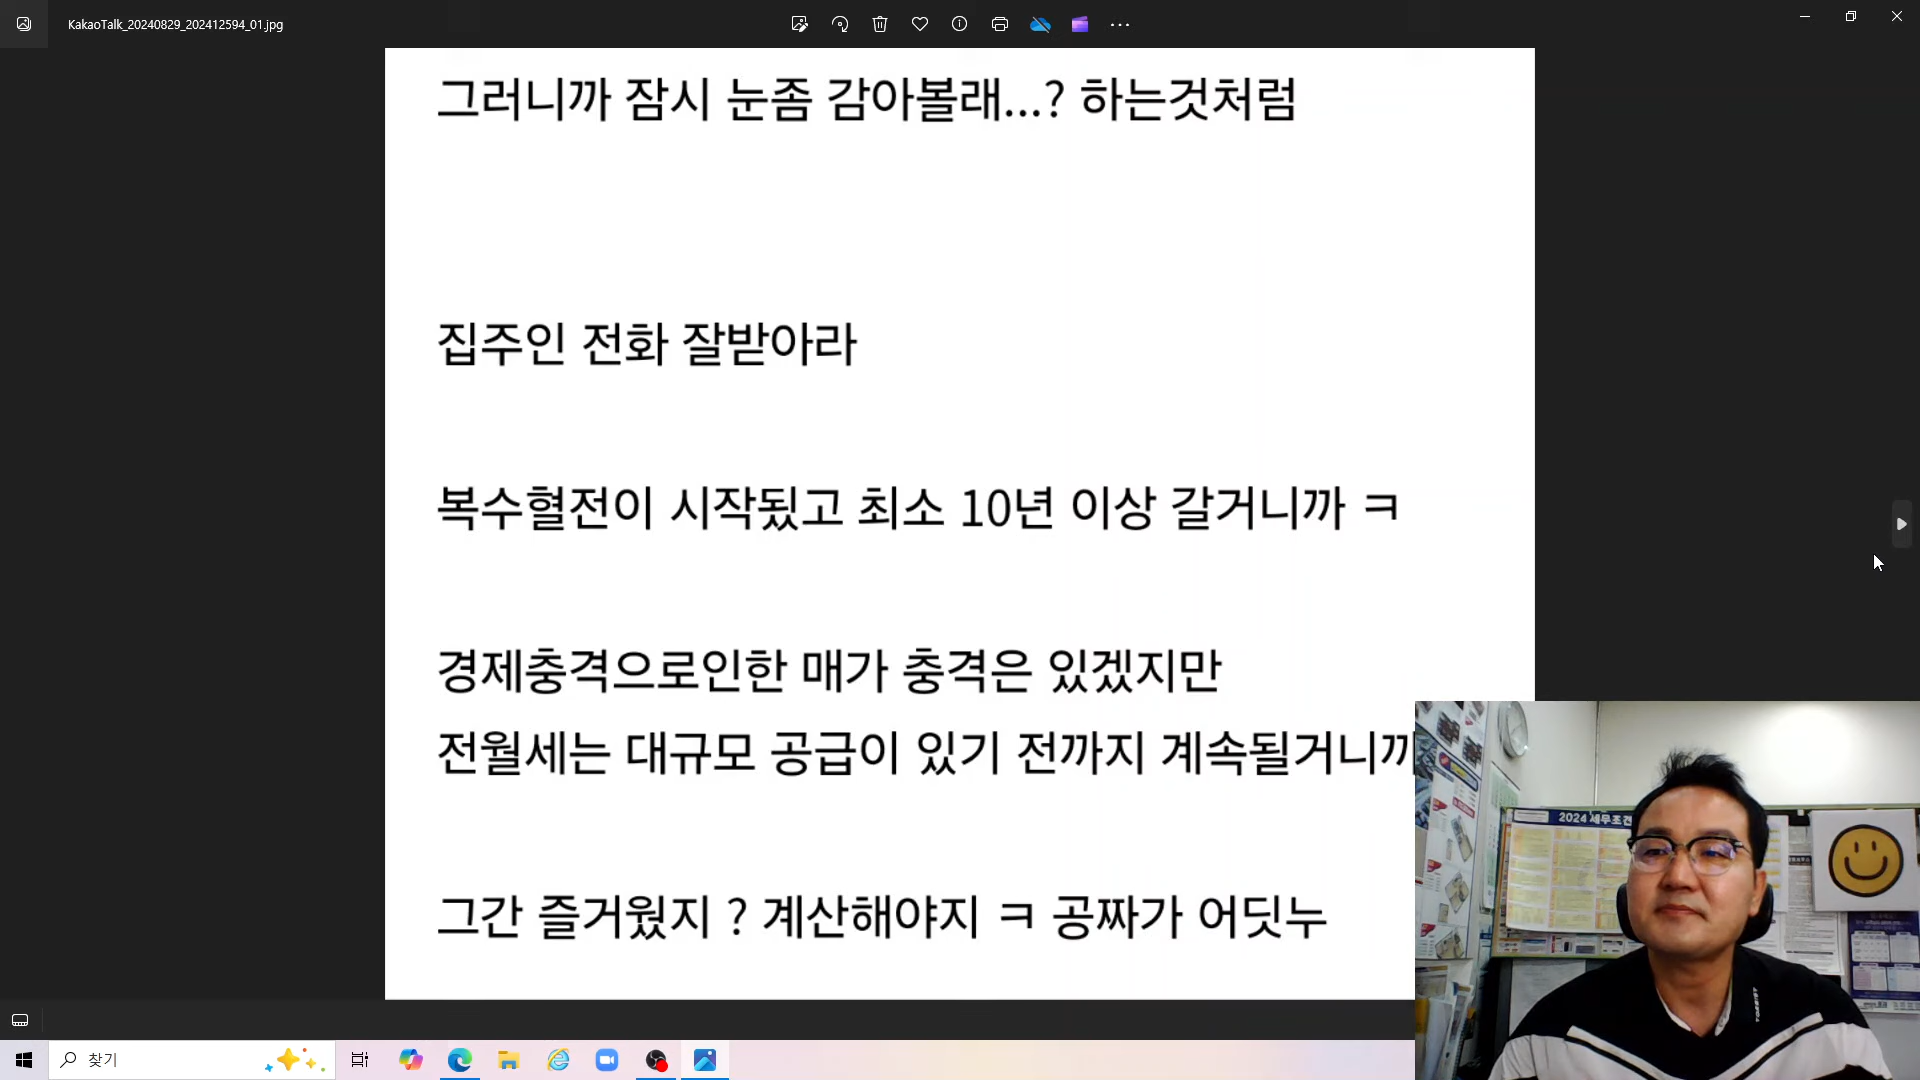 KakaoTalk_20240829_202412594_01.jpg
그러니까 잠시 눈좀 감아볼래...? 하는것처럼
집주인 전화 잘받아라
복수혈전이 시작됬고 최소 10년 이상 갈거니까 ㅋ
경제충격으로인한 매가 충격은 있겠지만
전월세는 대규모 공급이 있기 전까지 계속될거니까
그간 즐거웠지 ? 계산해야지 ㅋ 공짜가 어딧누
2024 세무조견
찾기